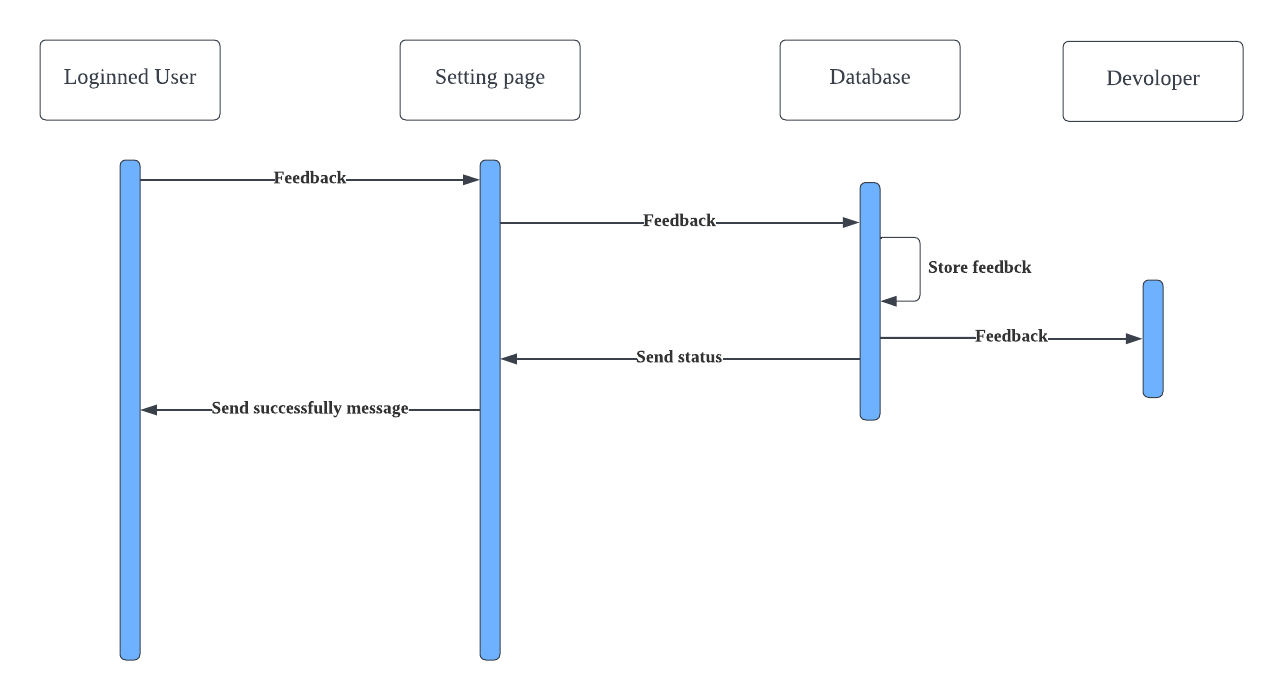 Loginned User
Setting page
Database
Devoloper
Feedback
Feedback
Store feedbck
Feedback
Send status
Send successfully message